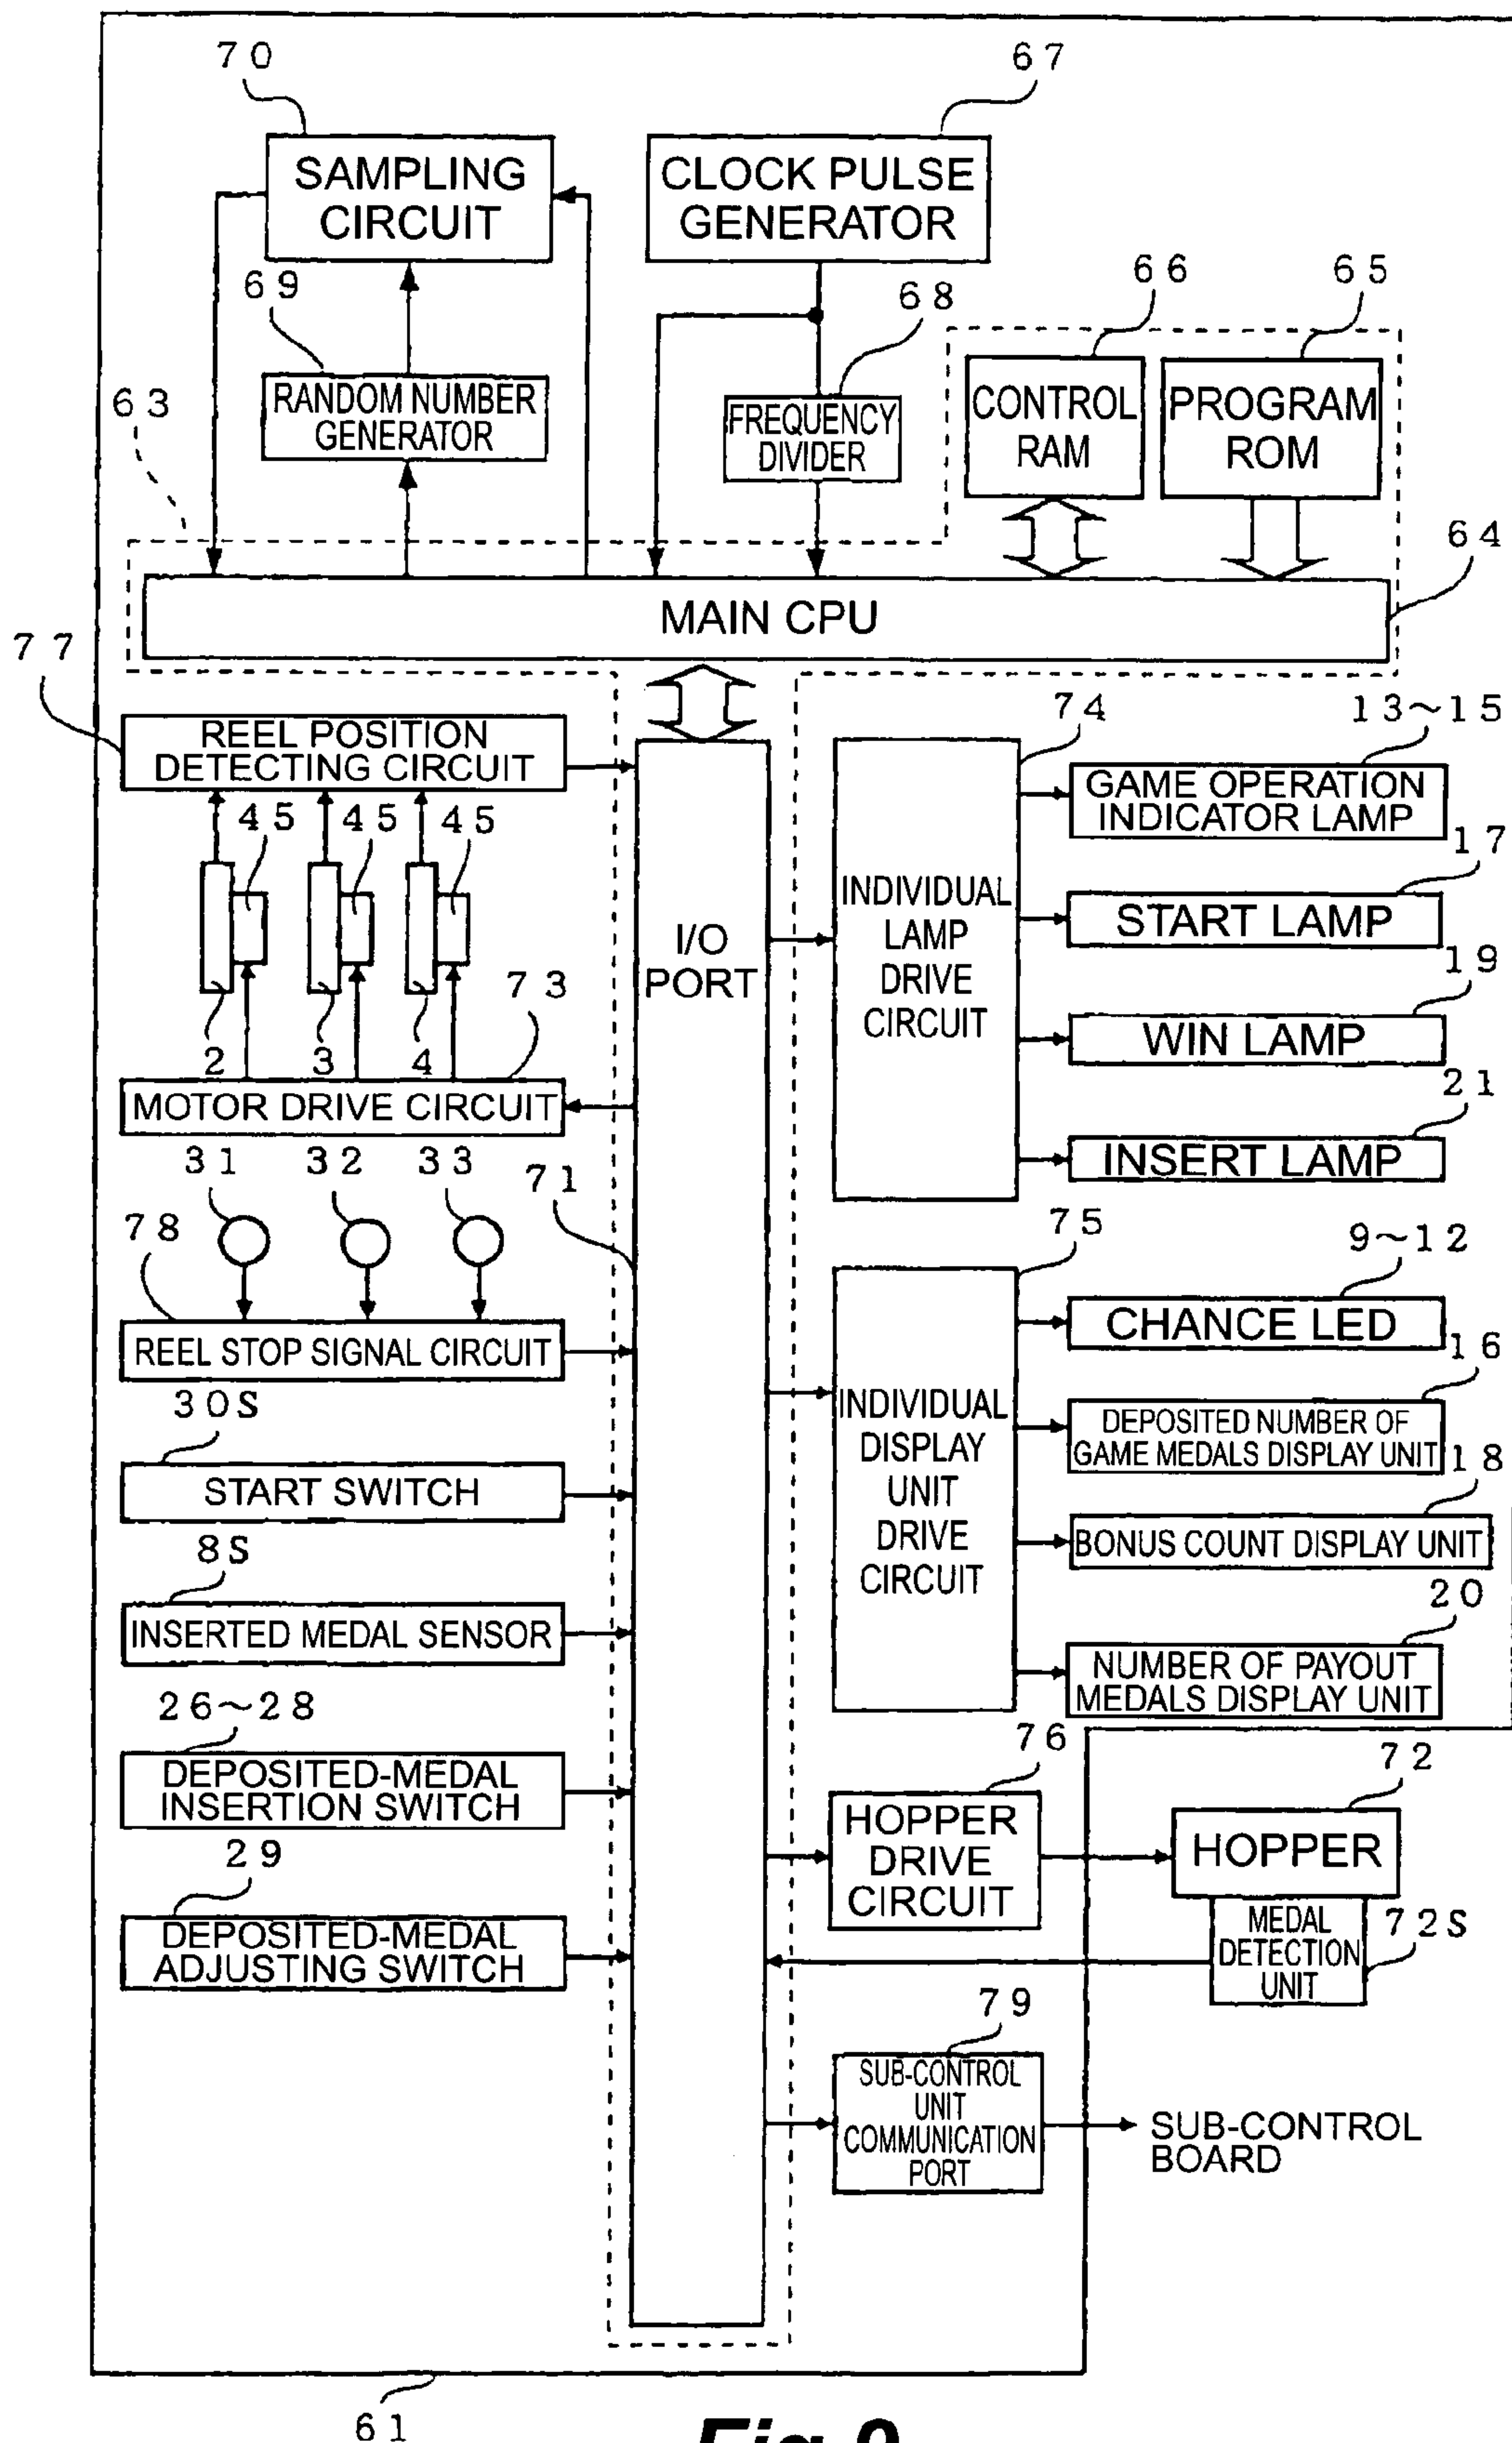 70
67
SAMPLING
CIRCUIT
CLOCK PULSE
GENERATOR
69
68
66
65
63
RANDOM NUMBER
GENERATOR
FREQUENCY
DIVIDER
CONTROL
RAM
PROGRAM
ROM
64
MAIN CPU
77
REEL POSITION
DETECTING CIRCUIT
45
45
45
2
3
4
73
MOTOR DRIVE CIRCUIT
31
32
33
71
78
REEL STOP SIGNAL CIRCUIT
30S
START SWITCH
8S
INSERTED MEDAL SENSOR
26~28
DEPOSITED-MEDAL
INSERTION SWITCH
29
DEPOSITED-MEDAL
ADJUSTING SWITCH
I/O
PORT
74
INDIVIDUAL
LAMP
DRIVE
CIRCUIT
13~15
GAME OPERATION
INDICATOR LAMP
17
START LAMP
19
WIN LAMP
21
INSERT LAMP
75
INDIVIDUAL
DISPLAY
UNIT
DRIVE
CIRCUIT
9~12
CHANCE LED
16
DEPOSITED NUMBER OF
GAME MEDALS DISPLAY UNIT
18
BONUS COUNT DISPLAY UNIT
20
NUMBER OF PAYOUT
MEDALS DISPLAY UNIT
76
HOPPER
DRIVE
CIRCUIT
72
HOPPER
MEDAL
DETECTION
UNIT
72S
79
SUB-CONTROL
UNIT
COMMUNICATION
PORT
SUB-CONTROL
BOARD
61